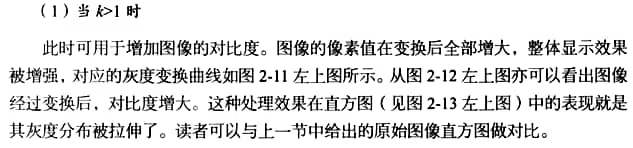 （1）当 k>1 时
此时可用于增加图像的对比度。图像的像素值在变换后全部增大，整体显示效果
被增强，对应的灰度变换曲线如图 2-11 左上图所示。从图 2-12 左上图亦可以看出图像
经过变换后，对比度增大。这种处理效果在直方图（见图 2-13 左上图）中的表现就是
其灰度分布被拉伸了。读者可以与上一节中给出的原始图像直方图做对比。